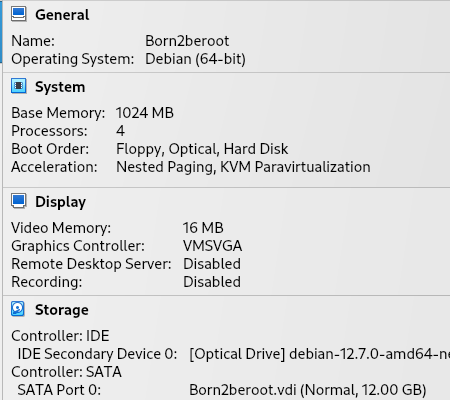 General
Name: Born2beroot
Operating System: Debian (64-bit)
System
Base Memory: 1024 MB
Processors: 4
Boot Order: Floppy, Optical, Hard Disk
Acceleration: Nested Paging, KVM Paravirtualization
Display
Video Memory: 16 MB
Graphics Controller: VMSVGA
Remote Desktop Server: Disabled
Recording: Disabled
Storage
Controller: IDE
IDE Secondary Device 0: [Optical Drive] debian-12.7.0-amd64-ne
Controller: SATA
SATA Port 0: Born2beroot.vdi (Normal, 12.00 GB)